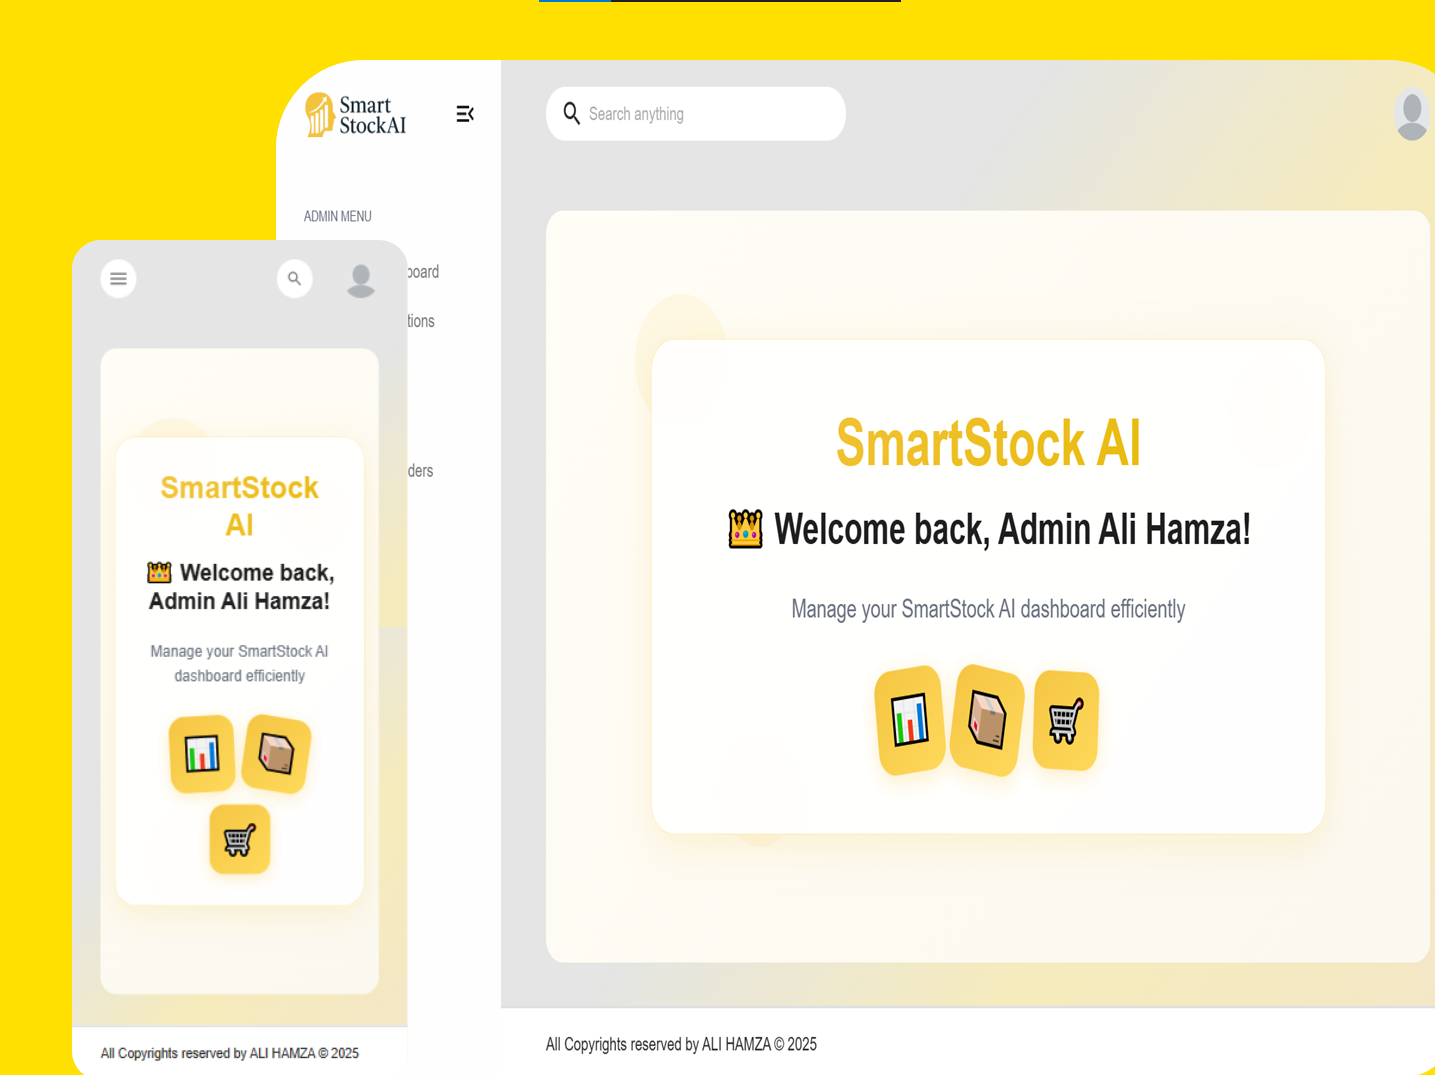 Smart
StockAI
Search anything
ADMIN MENU
SmartStock AI
👑 Welcome back, Admin Ali Hamza!
Manage your SmartStock AI dashboard efficiently
All Copyrights reserved by ALI HAMZA © 2025
board
tions
ders
SmartStock
AI
👑 Welcome back,
Admin Ali Hamza!
Manage your SmartStock AI
dashboard efficiently
All Copyrights reserved by ALI HAMZA © 2025